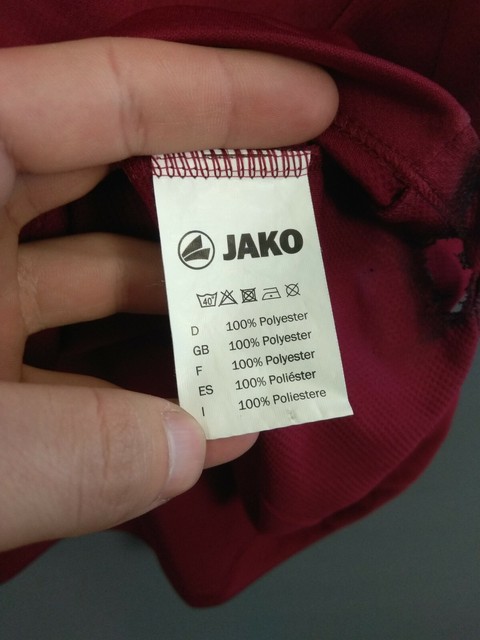 JAKO
40
D 100% Polyester
GB 100% Polyester
F 100% Polyester
ES 100% Poliéster
I 100% Poliestere